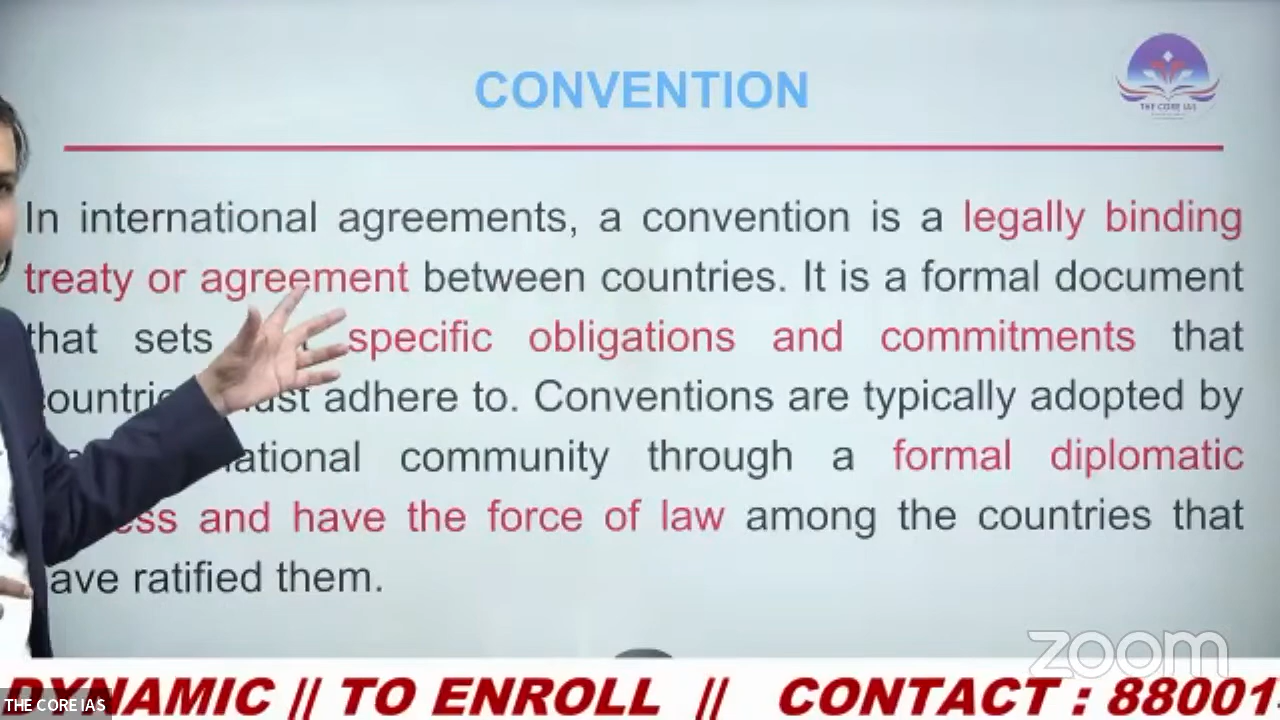 CONVENTION
THE CORE IAS
In international agreements, a convention is a legally binding
treaty or agreement between countries. It is a formal document
that sets specific obligations and commitments that
must adhere to. Conventions are typically adopted by
community through a formal diplomatic
and have the force of law among the countries that
have ratified them.
zoom
DYNAMIC || TO ENROLL || CONTACT : 88001
THE CORE IAS